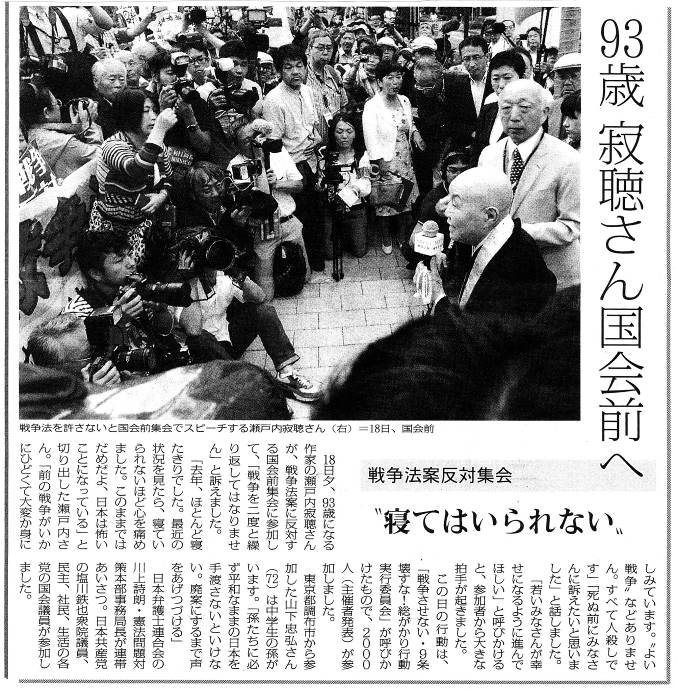 93歳 寂聴さん国会前へ
戦争法を許さないと国会前集会でスピーチする瀬戸内寂聴さん（右）＝18日、国会前
戦争法案反対集会
〝寝てはいられない〟
18日夕、93歳になる
作家の瀬戸内寂聴さん
が、戦争法案に反対す
る国会前集会に参加し
て、「戦争を二度と繰
り返してはなりませ
ん」と訴えました。
「去年、ほとんど寝
たきりでした。最近の
状況を見たら、寝てい
られないほど心を痛め
ました。このままでは
だめだよ、日本は怖い
ことになっている」と
切り出した瀬戸内さ
ん。「前の戦争がいか
にひどくて大変か身に
しみています。〝よい
戦争〟などありませ
ん。すべて人殺しで
す」「死ぬ前にみなさ
んに訴えたいと思いま
した」と話しました。
「若いみなさんが幸
せになるように進んで
ほしい」と呼びかける
と、参加者から大きな
拍手が起きました。
この日の行動は、
「戦争させない・9条
壊すな！総がかり行動
実行委員会」が呼びか
けたもので、2000
人（主催者発表）が参
加しました。
東京都調布市から参
加した山下忠弘さん
（72）は中学生の孫が
います。「孫たちに必
ず平和なままの日本を
手渡さないといけな
い。廃案にするまで声
をあげつづける」
日本弁護士連合会の
川上詩朗・憲法問題対
策本部事務局長が連帯
あいさつ。日本共産党
の塩川鉄也衆院議員、
民主、社民、生活の各
党の国会議員が参加し
ました。